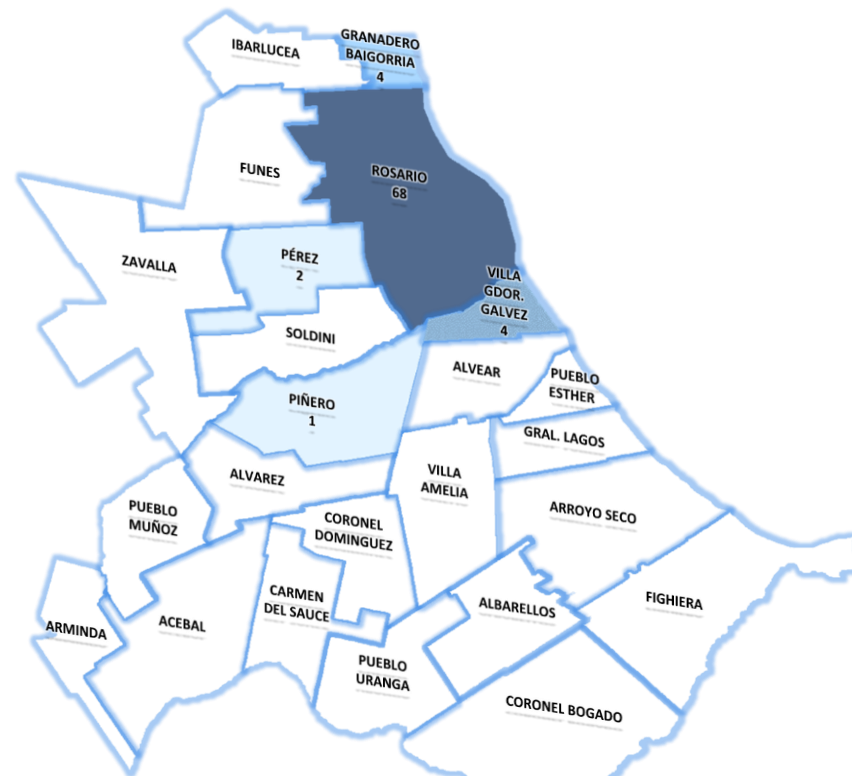 IBARLUCEA
GRANADERO
BAIGORRIA
4
FUNES
ROSARIO
68
ZAVALLA
PÉREZ
2
VILLA
GDOR.
GALVEZ
4
SOLDINI
ALVEAR
PUEBLO
ESTHER
PIÑERO
1
GRAL. LAGOS
ALVAREZ
VILLA
AMELIA
PUEBLO
MUÑOZ
CORONEL
DOMINGUEZ
ARROYO SECO
CARMEN
DEL SAUCE
ALBARELLOS
FIGHIERA
ARMINDA
ACEBAL
PUEBLO
URANGA
CORONEL BOGADO